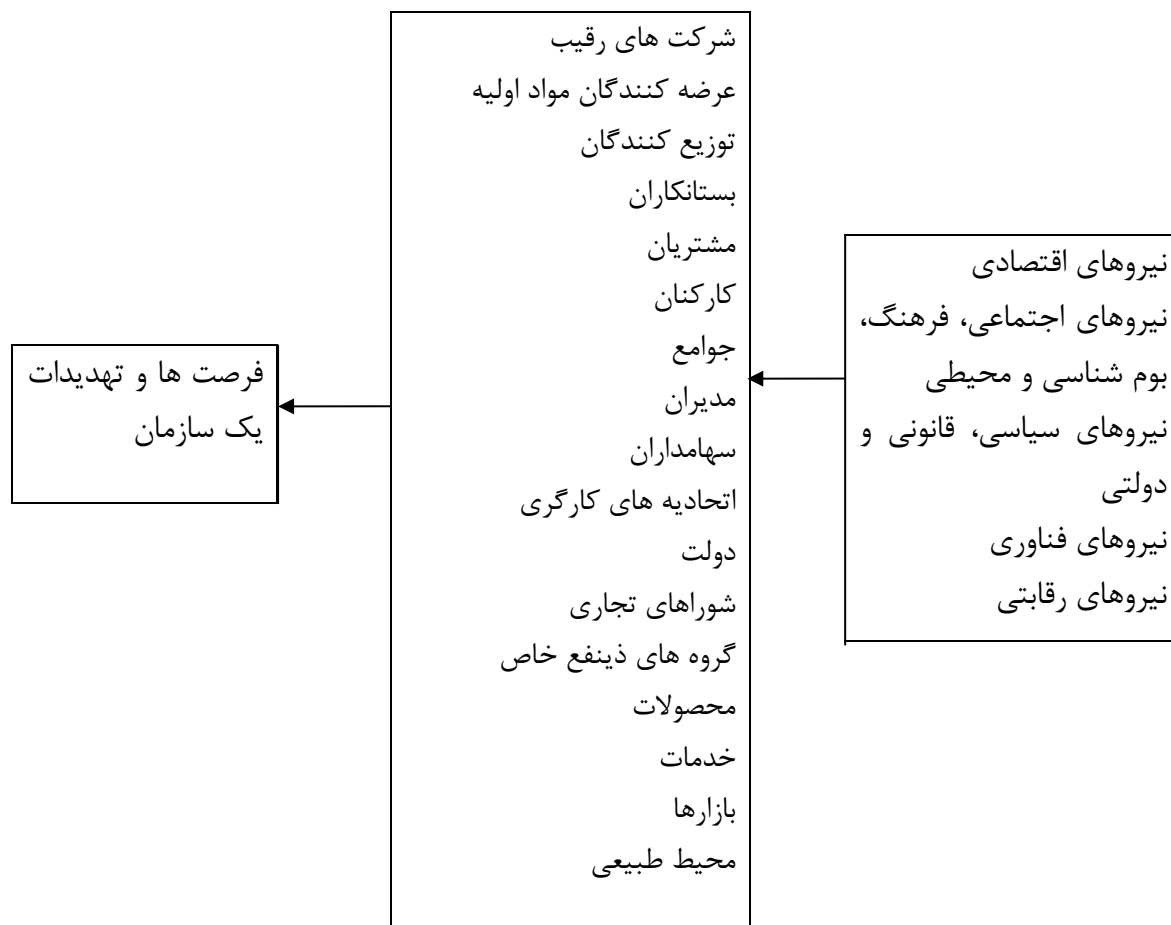 نیروهای اقتصادی
نیروهای اجتماعی، فرهنگ،
بوم شناسی و محیطی
نیروهای سیاسی، قانونی و
دولتی
نیروهای فناوری
نیروهای رقابتی
شرکت های رقیب
عرضه کنندگان مواد اولیه
توزیع کنندگان
بستانکاران
مشتریان
کارکنان
جوامع
مدیران
سهامداران
اتحادیه های کارگری
دولت
شوراهای تجاری
گروه های ذینفع خاص
محصولات
خدمات
بازارها
محیط طبیعی
فرصت ها و تهدیدات
یک سازمان